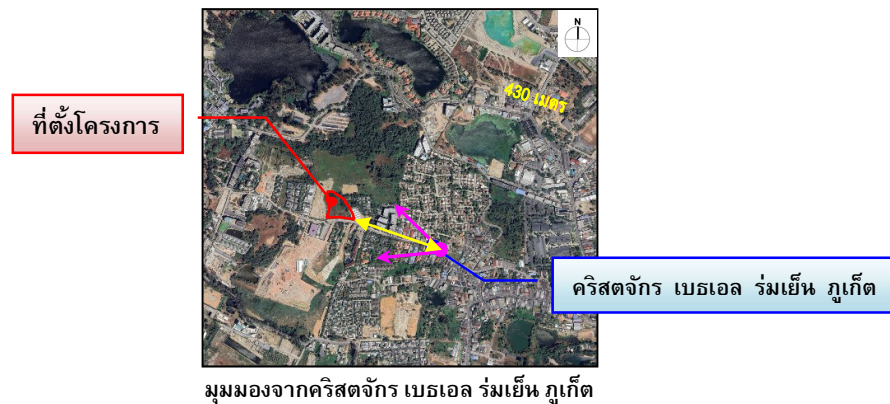 N
430 เมตร
ที่ตั้งโครงการ
คริสตจักร เบธเอล ร่มเย็น ภูเก็ต
มุมมองจากคริสตจักร เบธเอล ร่มเย็น ภูเก็ต